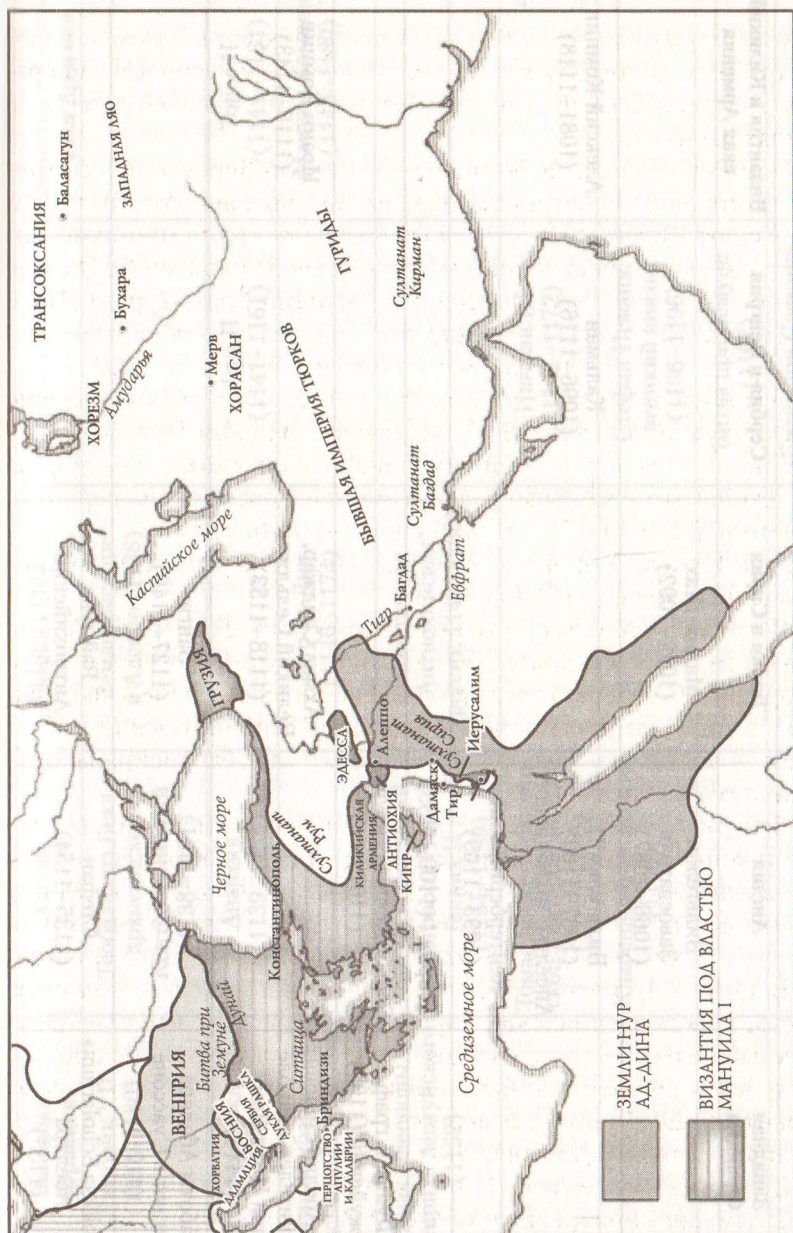 ТРАНСОКСАНИЯ
Баласагун
ЗАПАДНАЯ ЛЯО
Бухара
ХОРЕЗМ
Амударья
Мерв
ХОРАСАН
ГУРИДЫ
Султанат
Кирман
БЫВШАЯ ИМПЕРИЯ ТЮРКОВ
Каспийское море
Султанат
Багдад
Багдад
Тигр
Евфрат
ГРУЗИЯ
ЭДЕССА
Алеппо
Султанат
Сирия
Иерусалим
Дамаск
Тир
Черное море
Султанат
Рум
КИЛИКИЙСКАЯ
АРМЕНИЯ
АНТИОХИЯ
КИПР
Константинополь
Средиземное море
ВЕНГРИЯ
Битва при
Земуне
Дунай
Ситница
ХОРВАТИЯ
ДАЛМАЦИЯ
БОСНИЯ
СЕРБИЯ
ДУКЛЯ РАШКА
Бриндизи
ГЕРЦОГСТВО
АПУЛИИ
И КАЛАБРИИ
ЗЕМЛИ НУР
АД-ДИНА
ВИЗАНТИЯ ПОД ВЛАСТЬЮ
МАНУИЛА I